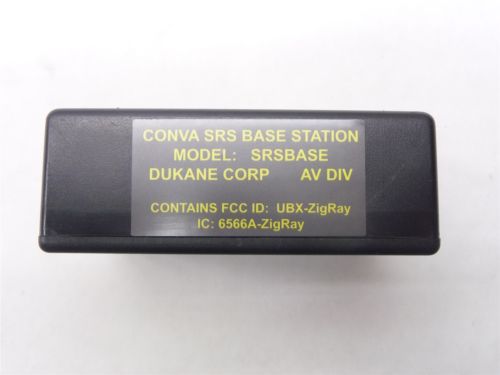 CONVA SRS BASE STATION
MODEL: SRSBASE
DUKANE CORP AV DIV
CONTAINS FCC ID: UBX-ZigRay
IC: 6566A-ZigRay